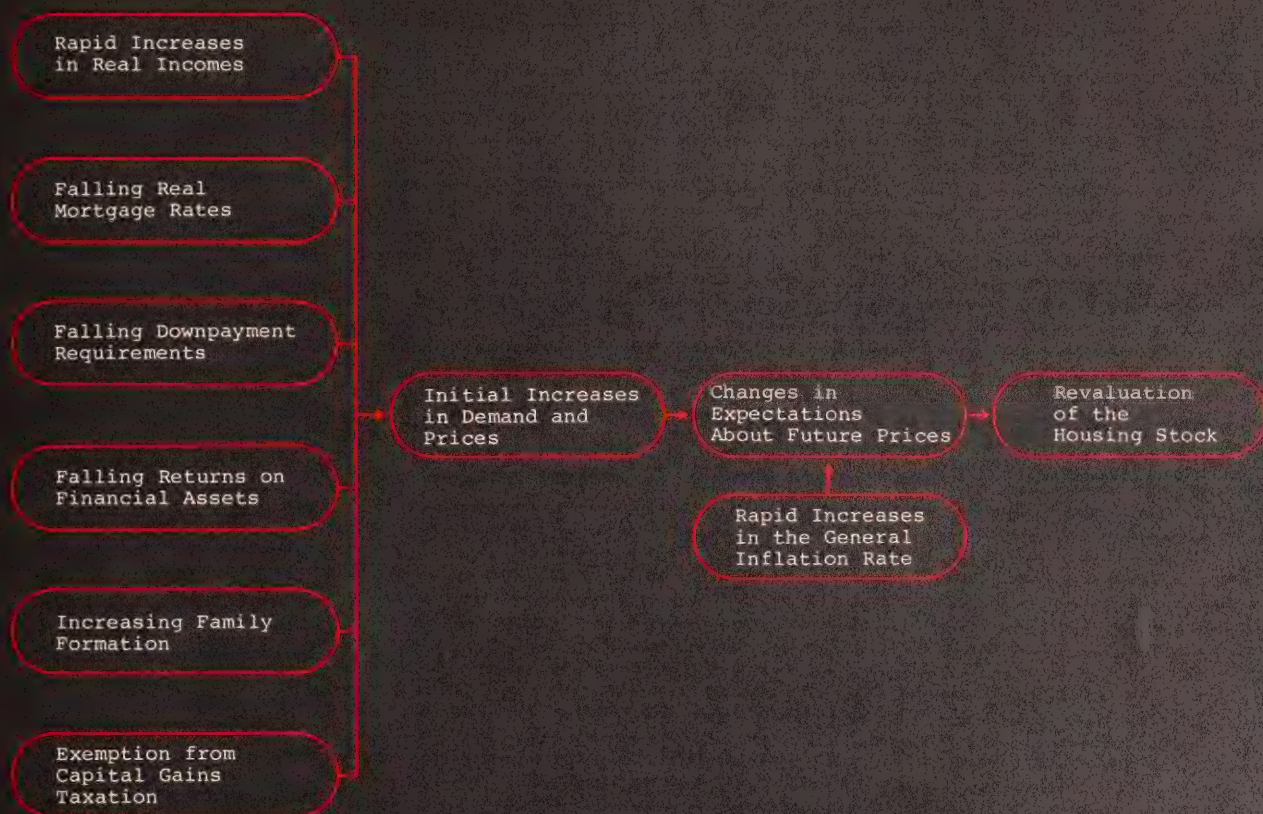 Rapid Increases
in Real Incomes
Falling Real
Mortgage Rates
Falling Downpayment
Requirements
Falling Returns on
Financial Assets
Increasing Family
Formation
Exemption from
Capital Gains
Taxation
Initial Increases
in Demand and
Prices
Changes in
Expectations
About Future Prices
Rapid Increases
in the General
Inflation Rate
Revaluation
of the
Housing Stock